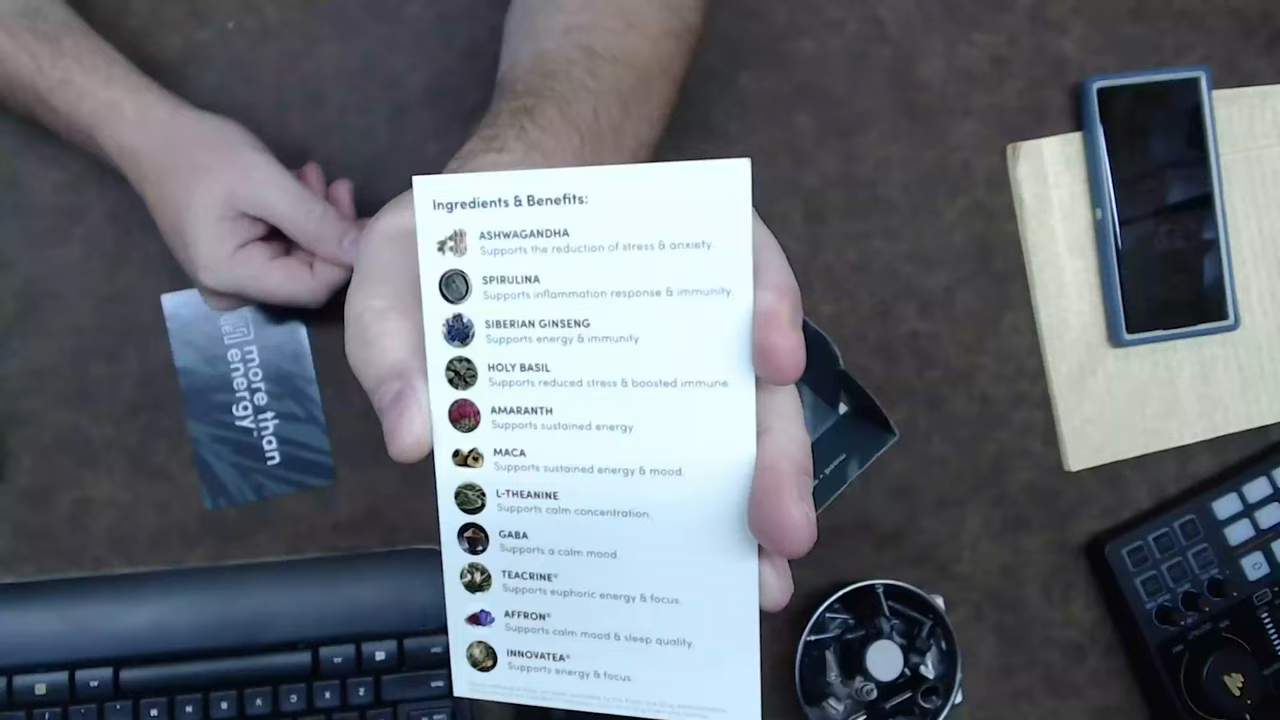 Ingredients & Benefits:
ASHWAGANDHA
Supports the reduction of stress & anxiety.
SPIRULINA
Supports inflammation response & immunity.
SIBERIAN GINSENG
Supports energy & immunity
HOLY BASIL
Supports reduced stress & boosted immune
AMARANTH
Supports sustained energy
MACA
Supports sustained energy & mood.
L-THEANINE
Supports calm concentration.
GABA
Supports a calm mood.
TEACRINE®
Supports euphoric energy & focus.
AFFRON®
Supports calm mood & sleep quality.
INNOVATEA®
Supports energy & focus.
more than
energy™
mood